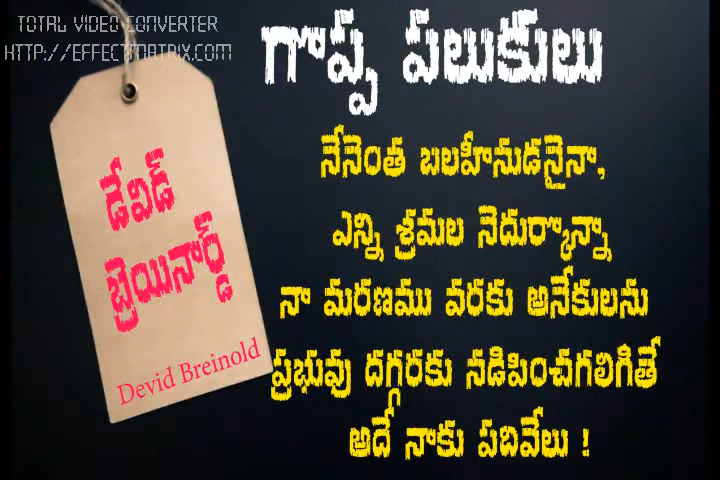 TOTAL VIDEO CONVERTER
HTTP://EFFECTMATRIX.COM
గొప్ప పలుకులు
డేవిడ్
బ్రెయినార్డ్
Devid Breinold
నేనెంత బలహీనుడనైనా,
ఎన్ని శ్రమల నెదుర్కొన్నా
నా మరణము వరకు అనేకులను
ప్రభువు దగ్గరకు నడిపించగలిగితే
అదే నాకు పదివేలు !